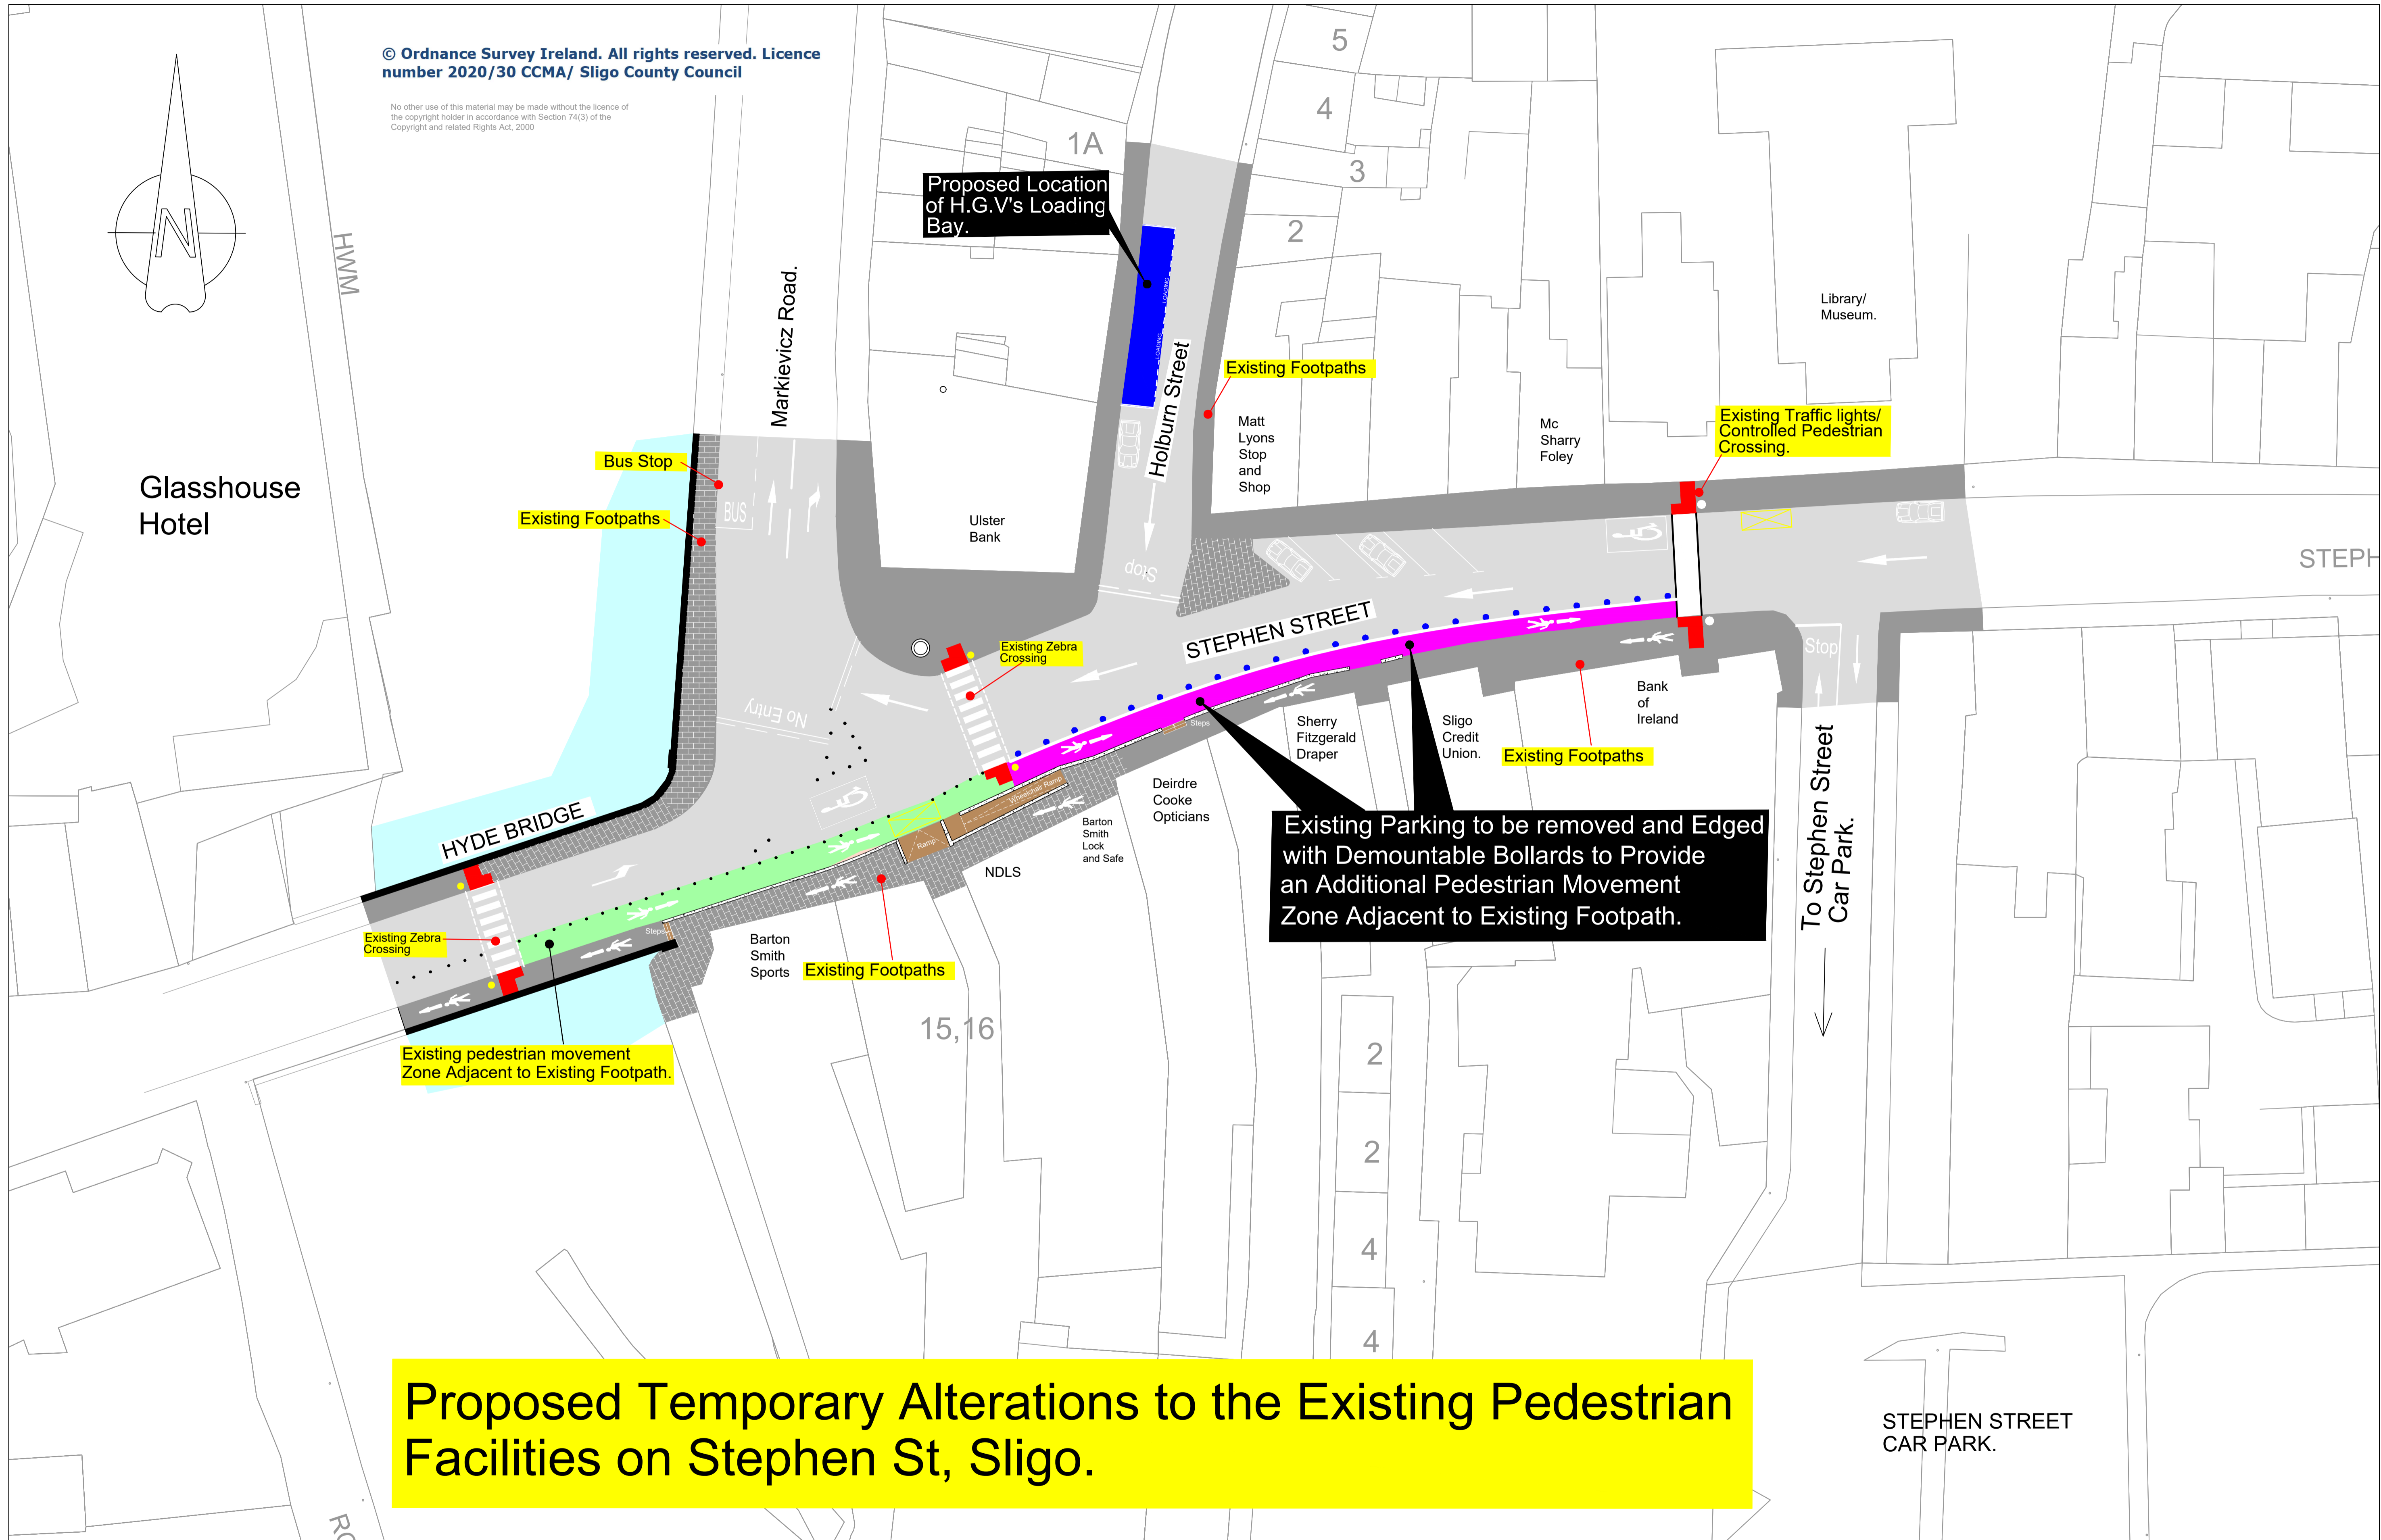 © Ordnance Survey Ireland. All rights reserved. Licence
number 2020/30 CCMA/ Sligo County Council
No other use of this material may be made without the licence of
the copyright holder in accordance with Section 74(3) of the
Copyright and related Rights Act, 2000
N
HWM
5
4
3
2
1A
Proposed Location
of H.G.V's Loading
Bay.
LOADING
LOADING
Markievicz Road.
Holburn Street
Library/
Museum.
Existing Footpaths
Matt
Lyons
Stop
and
Shop
Mc
Sharry
Foley
Existing Traffic lights/
Controlled Pedestrian
Crossing.
Glasshouse
Hotel
Bus Stop
BUS
Existing Footpaths
Ulster
Bank
Stop
STEPH
STEPHEN STREET
Existing Zebra
Crossing
No Entry
Stop
Steps
Sherry
Fitzgerald
Draper
Sligo
Credit
Union.
Bank
of
Ireland
Existing Footpaths
To Stephen Street
Car Park.
Deirdre
Cooke
Opticians
Wheelchair Ramp
Ramp
Barton
Smith
Lock
and Safe
NDLS
HYDE BRIDGE
Existing Parking to be removed and Edged
with Demountable Bollards to Provide
an Additional Pedestrian Movement
Zone Adjacent to Existing Footpath.
Existing Zebra
Crossing
Steps
Barton
Smith
Sports
Existing Footpaths
15,16
Existing pedestrian movement
Zone Adjacent to Existing Footpath.
2
2
4
4
Proposed Temporary Alterations to the Existing Pedestrian
Facilities on Stephen St, Sligo.
STEPHEN STREET
CAR PARK.